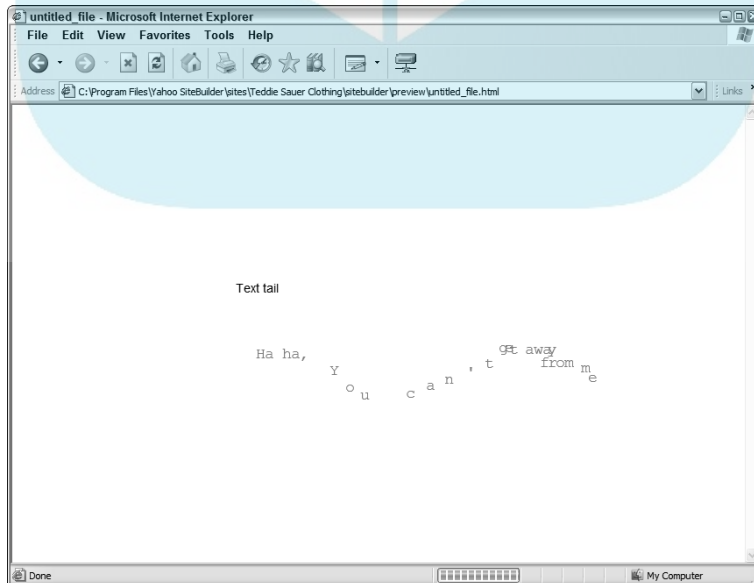 untitled_file - Microsoft Internet Explorer
File Edit View Favorites Tools Help
Address C:\Program Files\Yahoo SiteBuilder\sites\Teddie Sauer Clothing\sitebuilder\preview\untitled_file.html Links
Text tail
Ha ha, You can't get away from me
Done My Computer